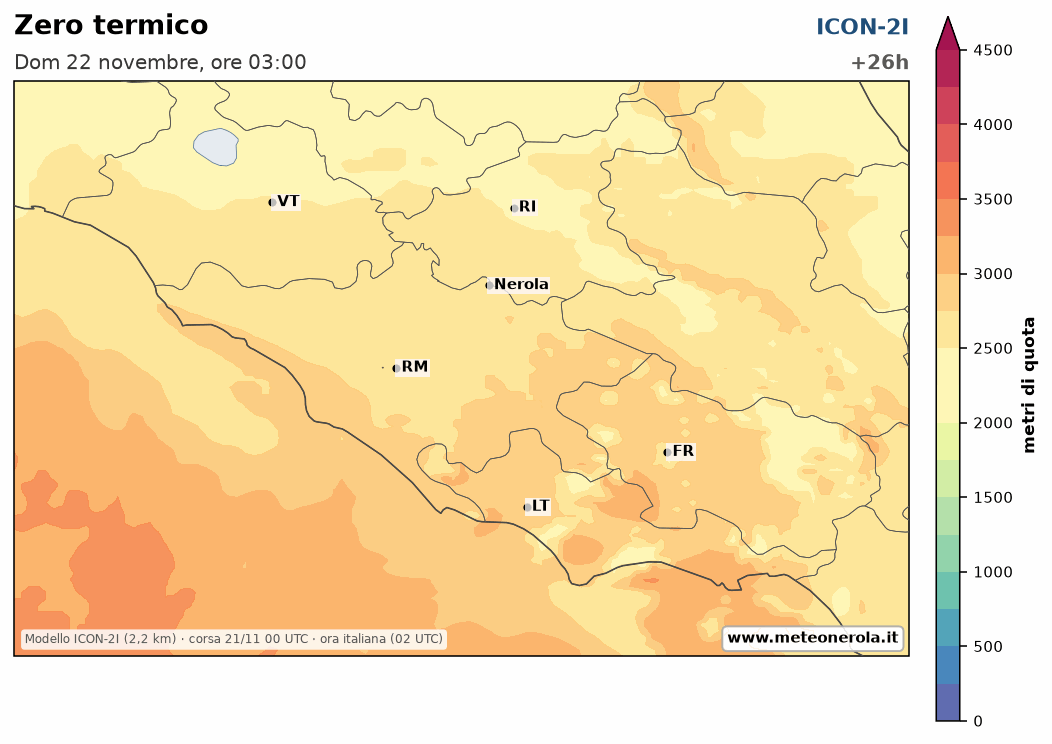 Zero termico
ICON-2I
Dom 22 novembre, ore 03:00
+26h
VT
RI
Nerola
RM
FR
LT
Modello ICON-2I (2,2 km) · corsa 21/11 00 UTC · ora italiana (02 UTC)
www.meteonerola.it
4500
4000
3500
3000
2500
2000
1500
1000
500
0
metri di quota